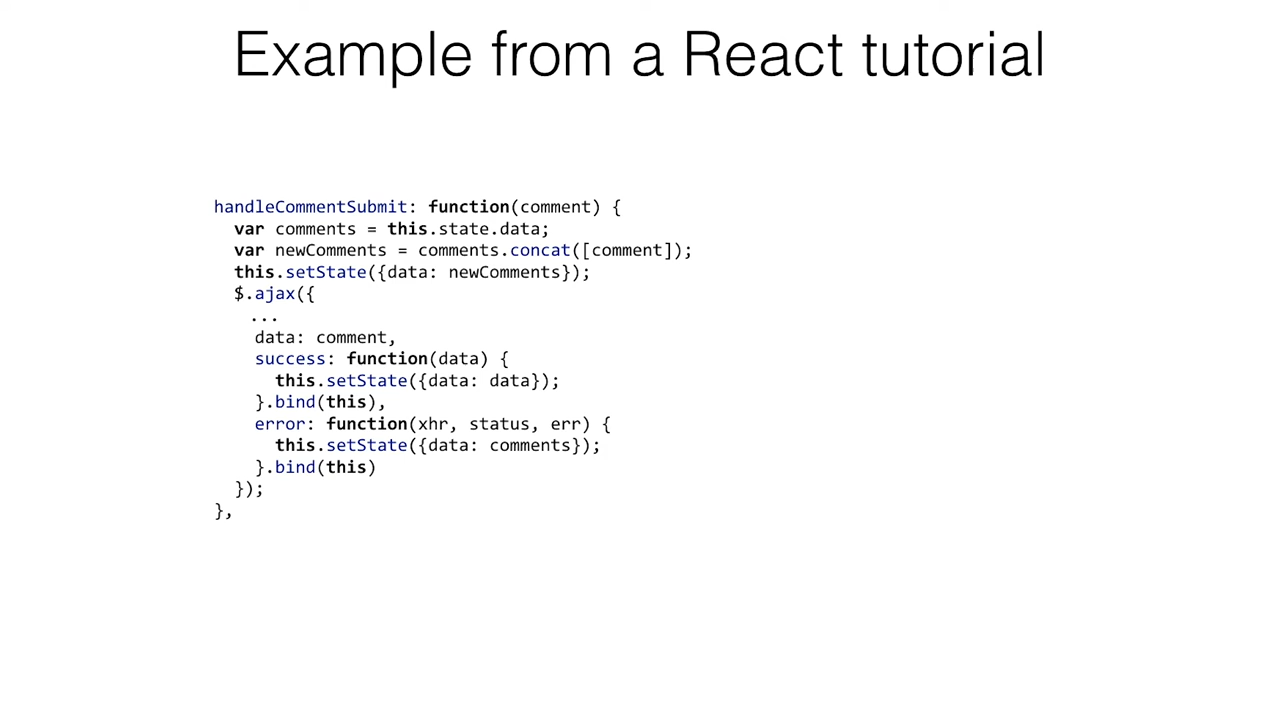 Example from a React tutorial
handleCommentSubmit: function(comment) {
  var comments = this.state.data;
  var newComments = comments.concat([comment]);
  this.setState({data: newComments});
  $.ajax({
    ...
    data: comment,
    success: function(data) {
      this.setState({data: data});
    }.bind(this),
    error: function(xhr, status, err) {
      this.setState({data: comments});
    }.bind(this)
  });
},